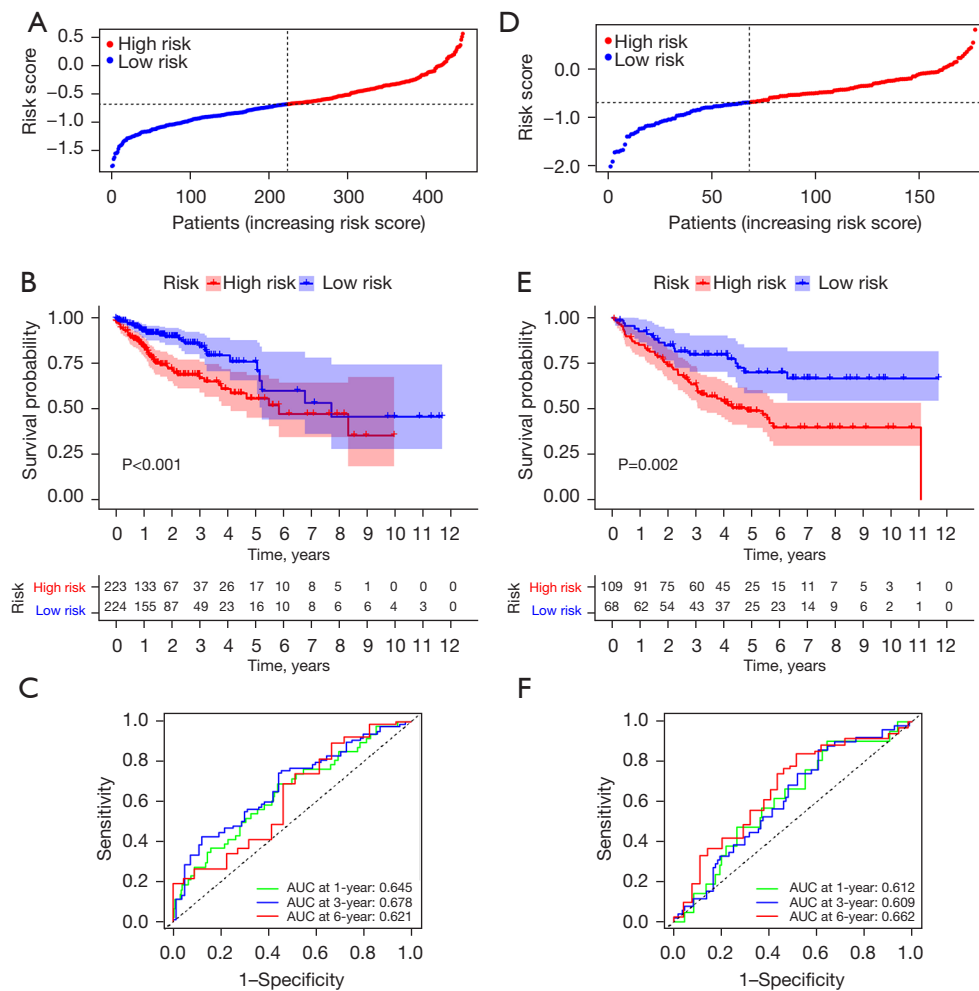 A
Risk score
0.5
0.0
−0.5
−1.0
−1.5
High risk
Low risk
0 100 200 300 400
Patients (increasing risk score)
D
Risk score
0.0
−1.0
−2.0
High risk
Low risk
0 50 100 150
Patients (increasing risk score)
B
Risk High risk Low risk
Survival probability
1.00
0.75
0.50
0.25
0.00
P<0.001
0 1 2 3 4 5 6 7 8 9 10 11 12
Time, years
Risk
High risk 223 133 67 37 26 17 10 8 5 1 0 0 0
Low risk 224 155 87 49 23 16 10 8 6 6 4 3 0
0 1 2 3 4 5 6 7 8 9 10 11 12
Time, years
E
Risk High risk Low risk
Survival probability
1.00
0.75
0.50
0.25
0.00
P=0.002
0 1 2 3 4 5 6 7 8 9 10 11 12
Time, years
Risk
High risk 109 91 75 60 45 25 15 11 7 5 3 1 0
Low risk 68 62 54 43 37 25 23 14 9 6 2 1 0
0 1 2 3 4 5 6 7 8 9 10 11 12
Time, years
C
Sensitivity
1.0
0.8
0.6
0.4
0.2
0.0
AUC at 1-year: 0.645
AUC at 3-year: 0.678
AUC at 6-year: 0.621
0.0 0.2 0.4 0.6 0.8 1.0
1−Specificity
F
Sensitivity
1.0
0.8
0.6
0.4
0.2
0.0
AUC at 1-year: 0.612
AUC at 3-year: 0.609
AUC at 6-year: 0.662
0.0 0.2 0.4 0.6 0.8 1.0
1−Specificity